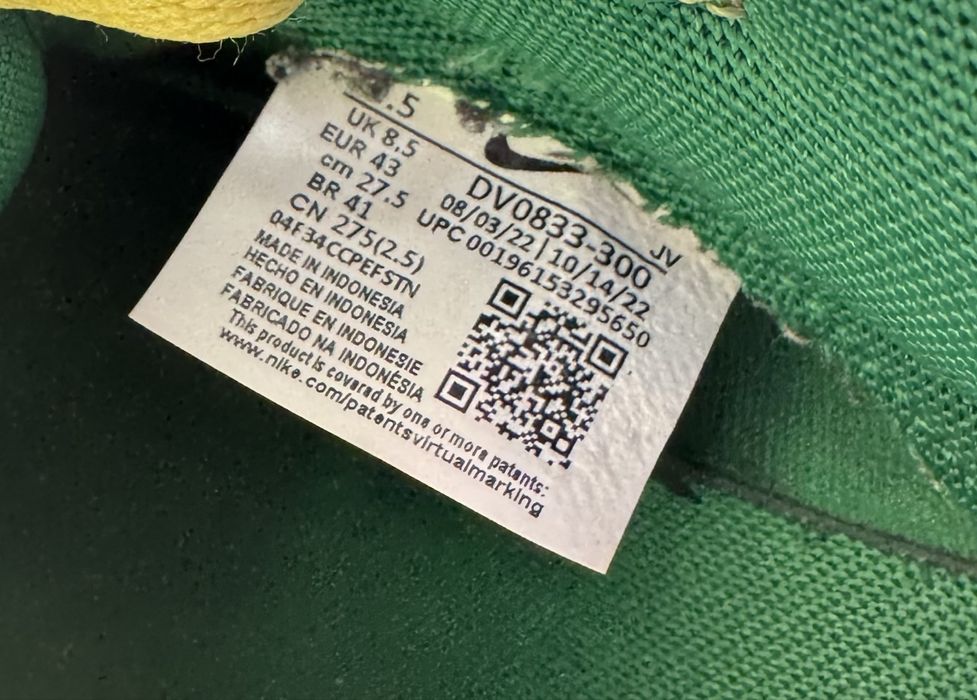 .5
UK 8.5
EUR 43
cm 27.5
BR 41
CN 275(2.5)
04F34CCPEFSTN
MADE IN INDONESIA
HECHO EN INDONESIA
FABRIQUE EN INDONESIE
FABRICADO NA INDONÉSIA
This product is covered by one or more patents:
www.nike.com/patentsvirtualmarking
DV0833-300 JV
08/03/22|10/14/22
UPC 00196153295650